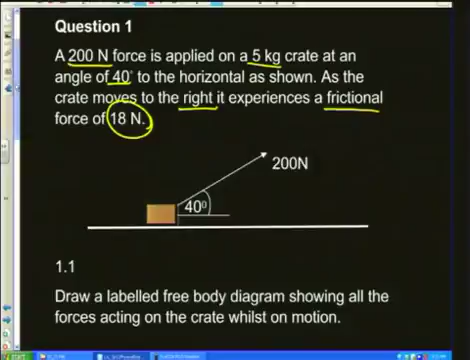 Question 1
A 200 N force is applied on a 5 kg crate at an
angle of 40° to the horizontal as shown. As the
crate moves to the right it experiences a frictional
force of 18 N.
200N
40⁰
1.1
Draw a labelled free body diagram showing all the
forces acting on the crate whilst on motion.
START